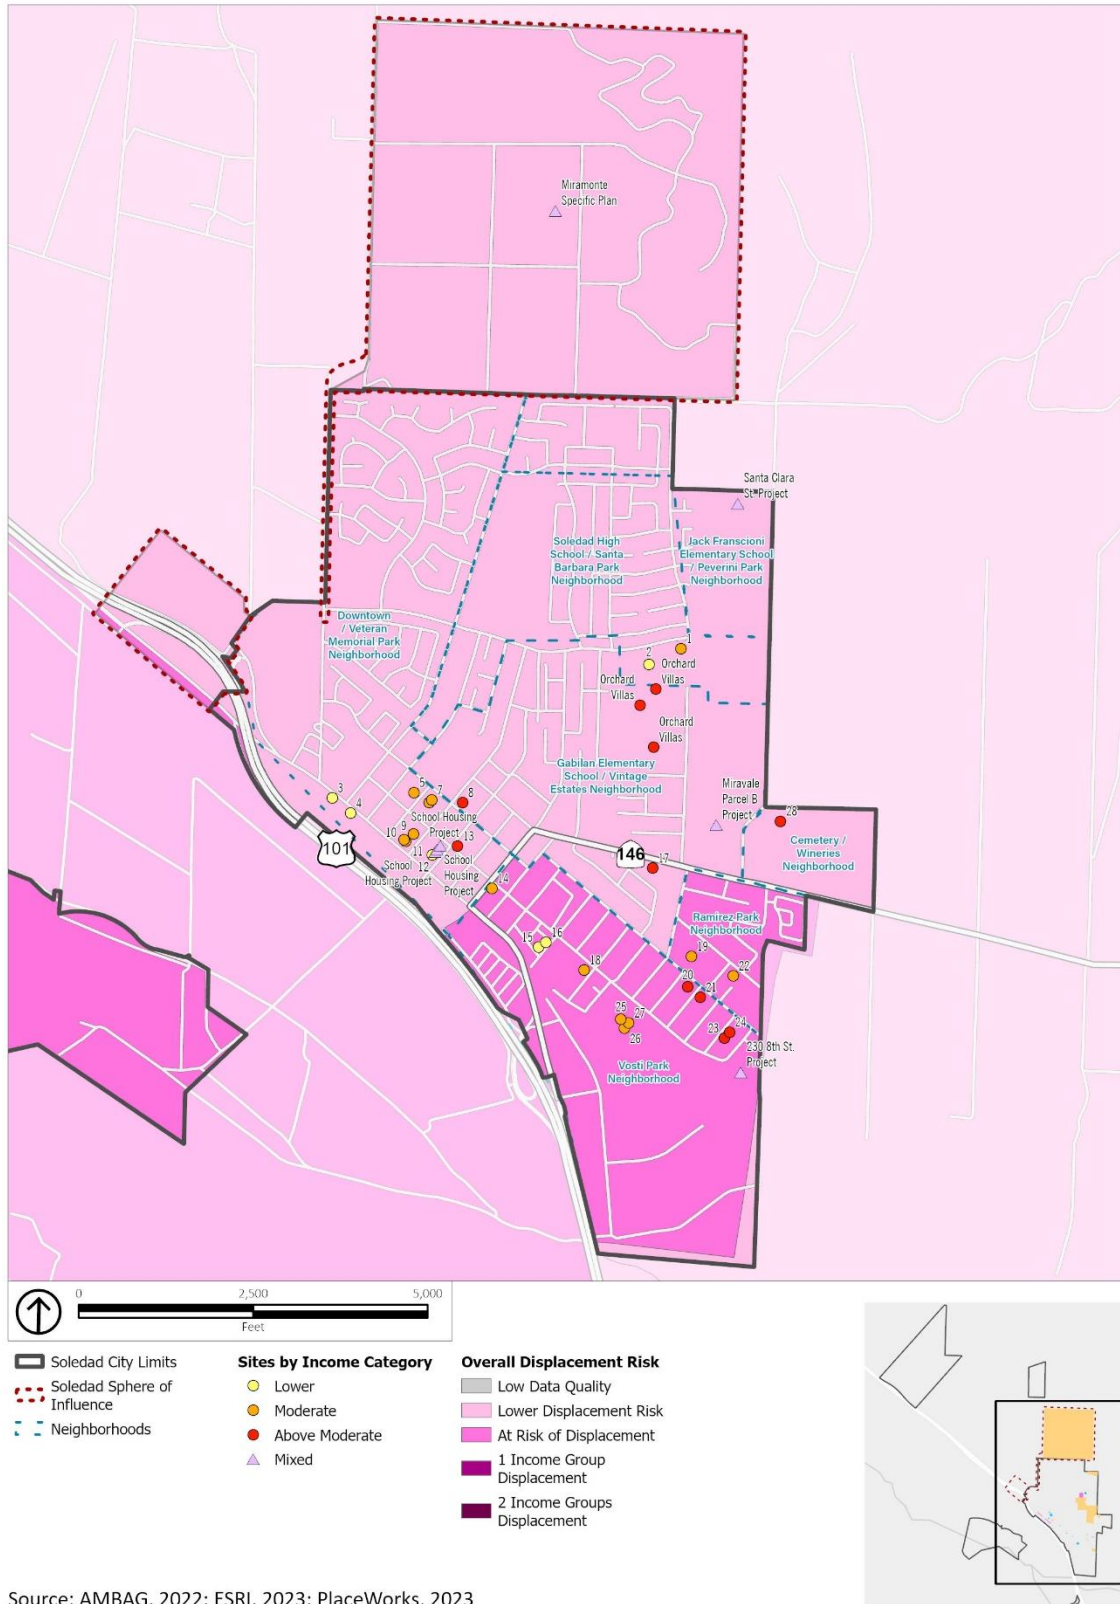 Miramonte
Specific Plan
Santa Clara
St. Project
Soledad High
School / Santa
Barbara Park
Neighborhood
Jack Franscioni
Elementary School
/ Peverini Park
Neighborhood
Downtown
/ Veteran
Memorial Park
Neighborhood
1
2
Orchard
Villas
Orchard
Villas
Orchard
Villas
Gabilan Elementary
School / Vintage
Estates Neighborhood
Miravale
Parcel B
Project
28
Cemetery /
Wineries
Neighborhood
3
4
5
7
8
School Housing
Project
9
10
11
12
13
School
Housing Project
School
Housing
Project
101
146
14
17
15
16
18
Ramirez Park
Neighborhood
19
20
21
22
23
24
25
27
26
230 8th St.
Project
Vosti Park
Neighborhood
0 2,500 5,000
Feet
Soledad City Limits
Soledad Sphere of
Influence
Neighborhoods
Sites by Income Category
Lower
Moderate
Above Moderate
Mixed
Overall Displacement Risk
Low Data Quality
Lower Displacement Risk
At Risk of Displacement
1 Income Group
Displacement
2 Income Groups
Displacement
Source: AMBAG, 2022; ESRI, 2023; PlaceWorks, 2023